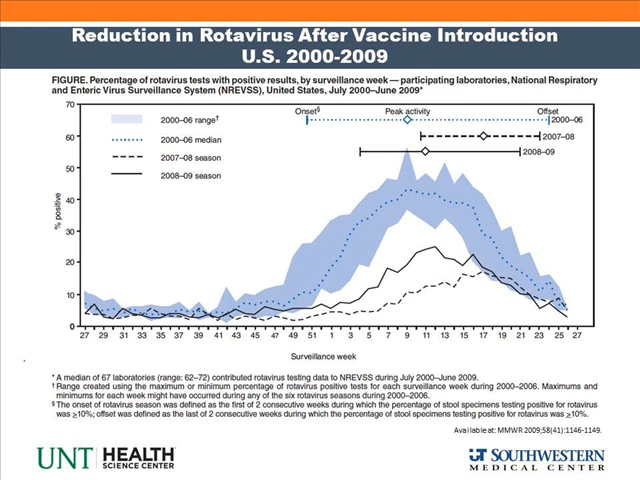 Reduction in Rotavirus After Vaccine Introduction
U.S. 2000-2009
FIGURE. Percentage of rotavirus tests with positive results, by surveillance week — participating laboratories, National Respiratory
and Enteric Virus Surveillance System (NREVSS), United States, July 2000–June 2009*
70
60
50
40
30
20
10
0
% positive
2000–06 range†
2000–06 median
2007–08 season
2008–09 season
Onset§ Peak activity Offset
2000–06
2007–08
2008–09
27 29 31 33 35 37 39 41 43 45 47 49 51 1 3 5 7 9 11 13 15 17 19 21 23 25 27
Surveillance week
* A median of 67 laboratories (range: 62–72) contributed rotavirus testing data to NREVSS during July 2000–June 2009.
† Range created using the maximum or minimum percentage of rotavirus positive tests for each surveillance week during 2000–2006. Maximums and
minimums for each week might have occurred during any of the six rotavirus seasons during 2000–2006.
§ The onset of rotavirus season was defined as the first of 2 consecutive weeks during which the percentage of stool specimens testing positive for rotavirus
was ≥10%; offset was defined as the last of 2 consecutive weeks during which the percentage of stool specimens testing positive for rotavirus was ≥10%.
Available at: MMWR 2009;58(41):1146-1149.
UNT HEALTH
SCIENCE CENTER
UT SOUTHWESTERN
MEDICAL CENTER